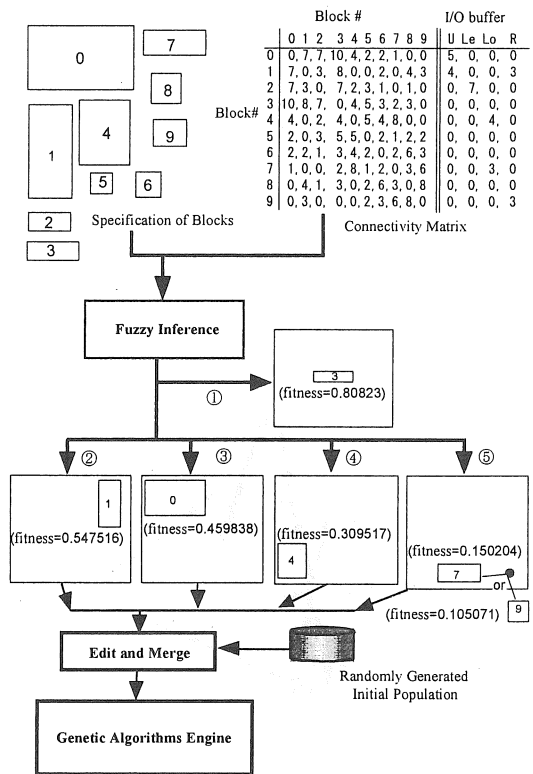 Block # I/O buffer
0 1 2 3 4 5 6 7 8 9 U Le Lo R
0 0, 7, 7, 10, 4, 2, 2, 1, 0, 0 5, 0, 0, 0
1 7, 0, 3, 8, 0, 0, 2, 0, 4, 3 4, 0, 0, 3
2 7, 3, 0, 7, 2, 3, 1, 0, 1, 0 0, 7, 0, 0
Block# 3 10, 8, 7, 0, 4, 5, 3, 2, 3, 0 0, 0, 0, 0
4 4, 0, 2, 4, 0, 5, 4, 8, 0, 0 0, 0, 4, 0
5 2, 0, 3, 5, 5, 0, 2, 1, 2, 2 0, 0, 0, 0
6 2, 2, 1, 3, 4, 2, 0, 2, 6, 3 0, 0, 0, 0
7 1, 0, 0, 2, 8, 1, 2, 0, 3, 6 0, 0, 3, 0
8 0, 4, 1, 3, 0, 2, 6, 3, 0, 8 0, 0, 0, 0
9 0, 3, 0, 0, 0, 2, 3, 6, 8, 0 0, 0, 0, 3
0
7
8
1
4
9
5
6
2
3
Specification of Blocks
Connectivity Matrix
Fuzzy Inference
①
3
(fitness=0.80823)
②
③
④
⑤
1
(fitness=0.547516)
0
(fitness=0.459838)
(fitness=0.309517)
4
(fitness=0.150204)
7
or
(fitness=0.105071)
9
Edit and Merge
Randomly Generated
Initial Population
Genetic Algorithms Engine